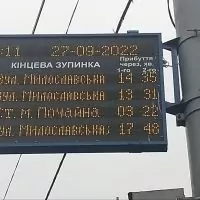 :11 27-09-2022
КІНЦЕВА ЗУПИНКА Прибуття через, хв. 1-го 2-го
вул. Милославська 14 35
вул. Милославська 13 31
ст. м. Почайна 03 22
вул. Милославська 17 48